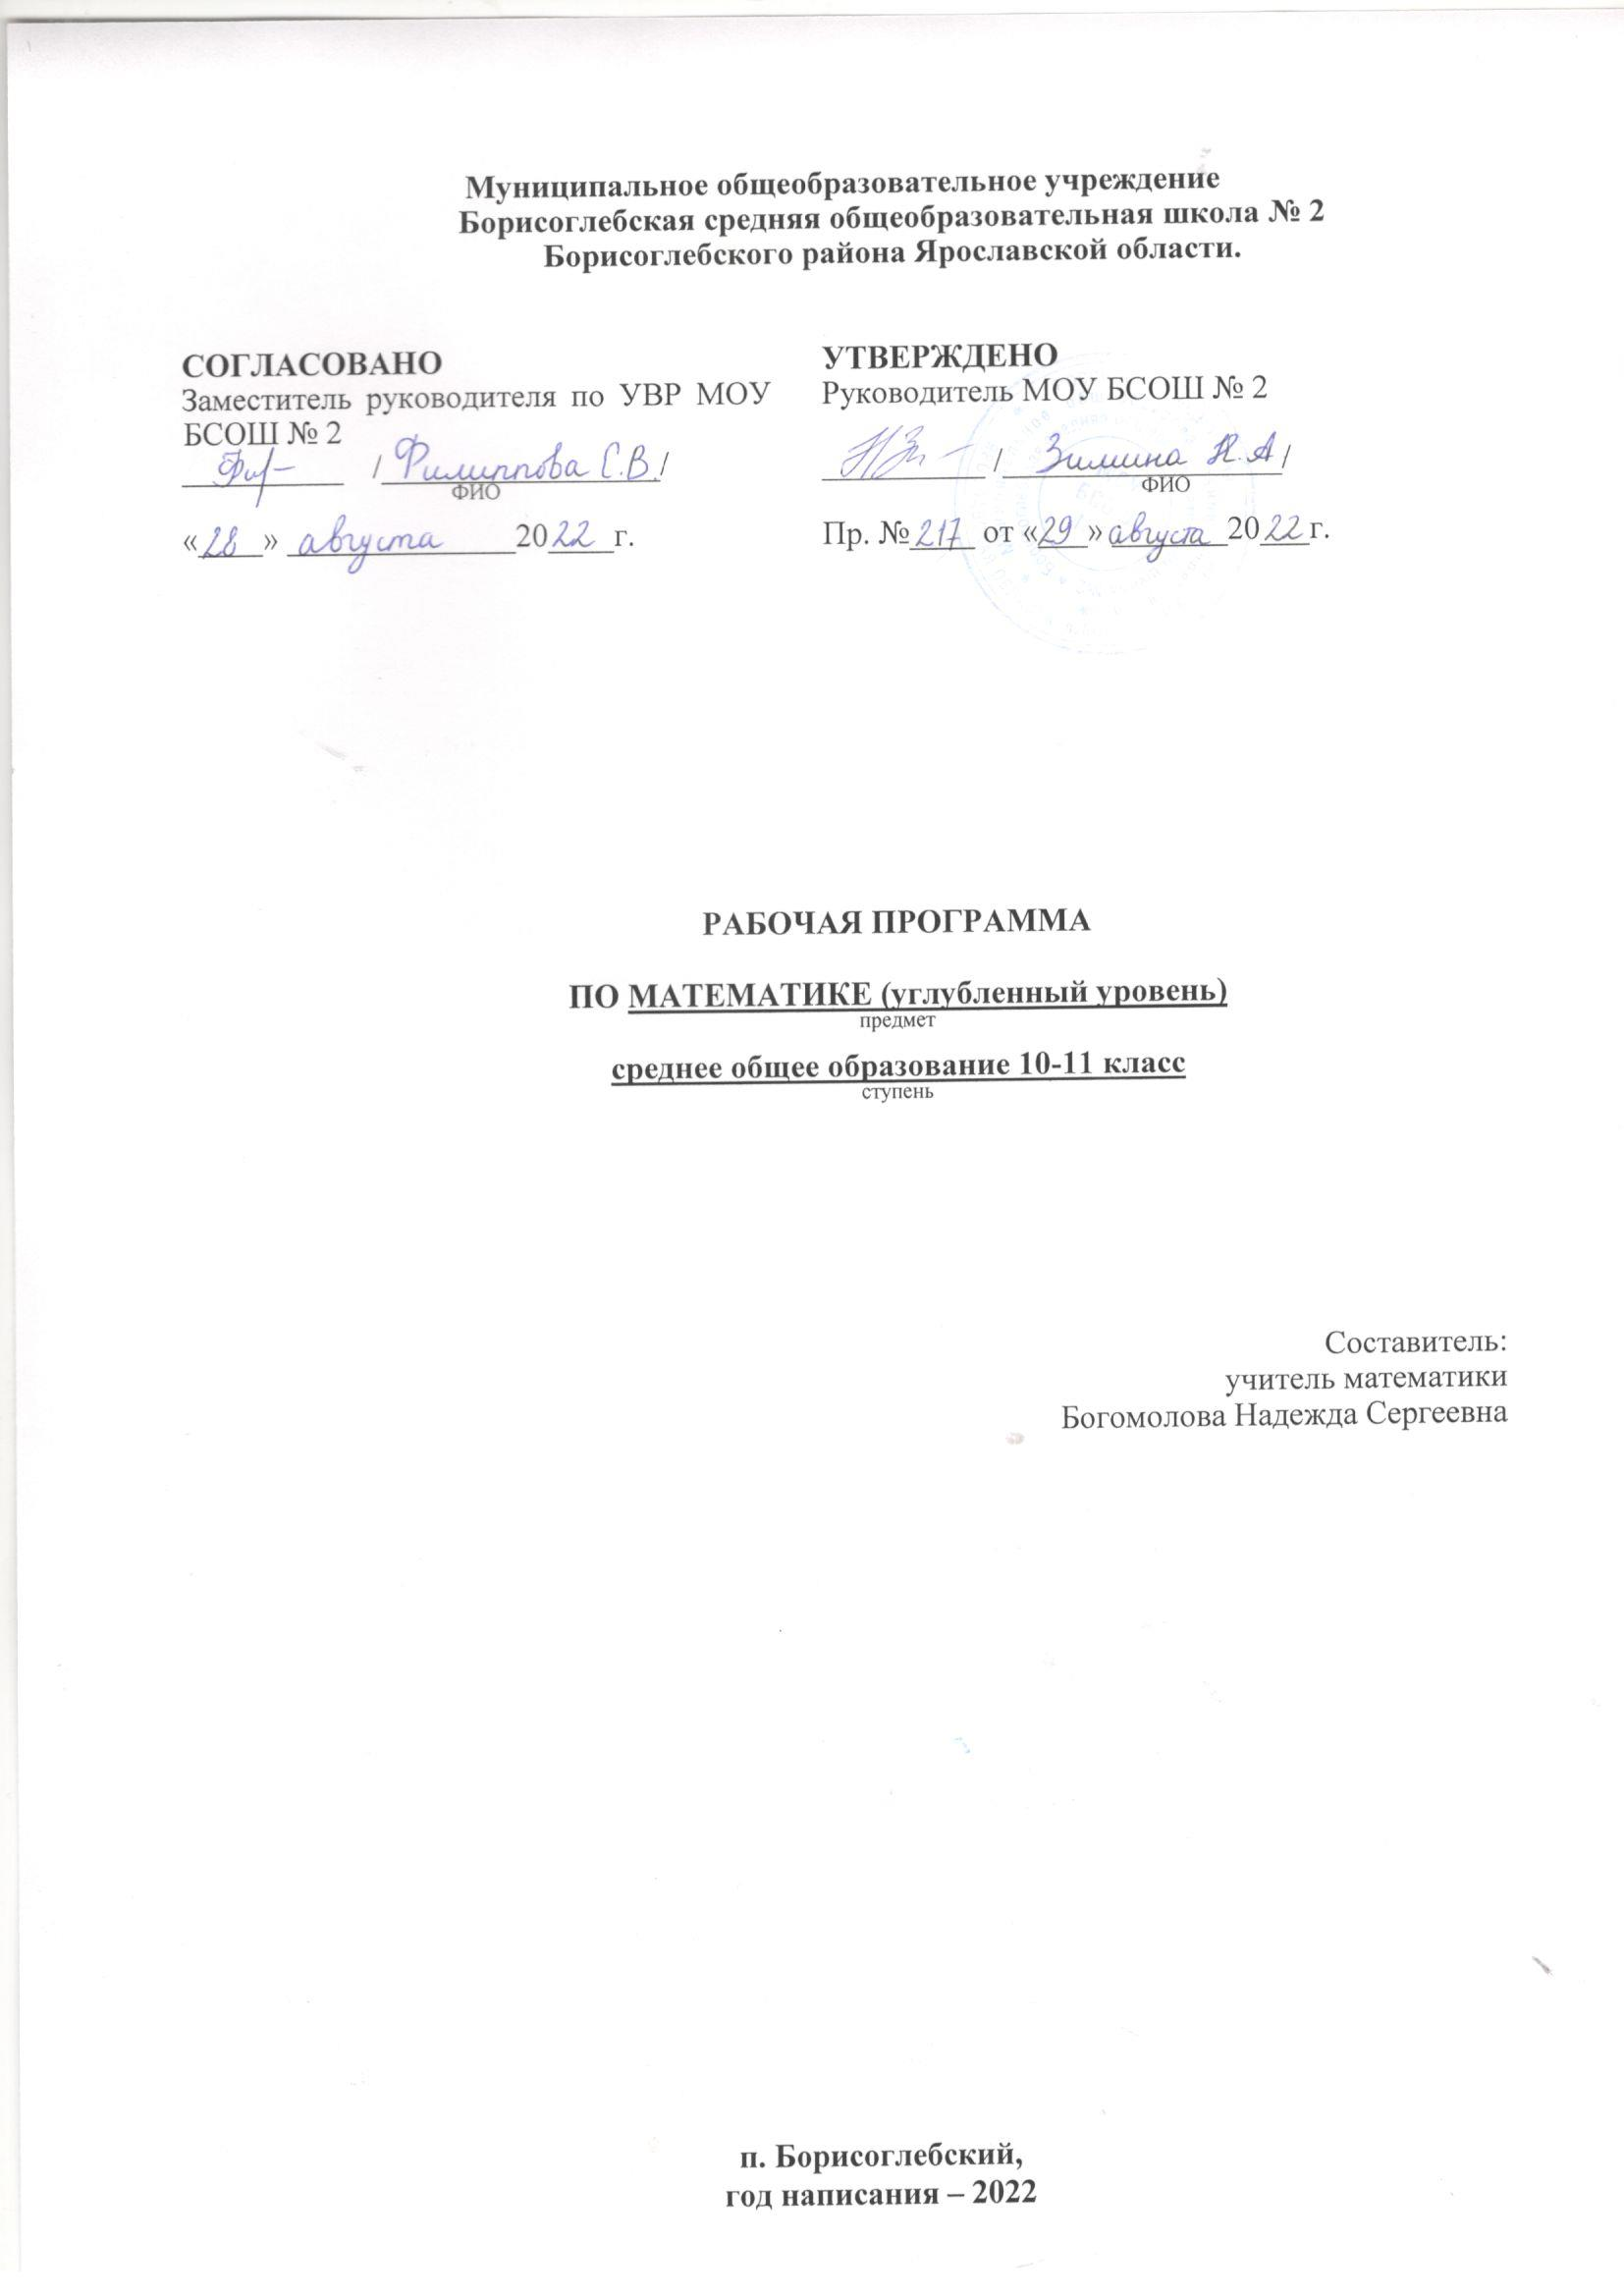 Муниципальное общеобразовательное учреждение
Борисоглебская средняя общеобразовательная школа № 2
Борисоглебского района Ярославской области.
СОГЛАСОВАНО
Заместитель руководителя по УВР МОУ
БСОШ № 2
/Филиппова С.В./
ФИО
«28» августа 2022 г.
УТВЕРЖДЕНО
Руководитель МОУ БСОШ № 2
/ Зимина Н.А/
ФИО
Пр. № 217 от «29» августа 2022 г.
РАБОЧАЯ ПРОГРАММА
ПО МАТЕМАТИКЕ (углубленный уровень)
предмет
среднее общее образование 10-11 класс
ступень
Составитель:
учитель математики
Богомолова Надежда Сергеевна
п. Борисоглебский,
год написания – 2022